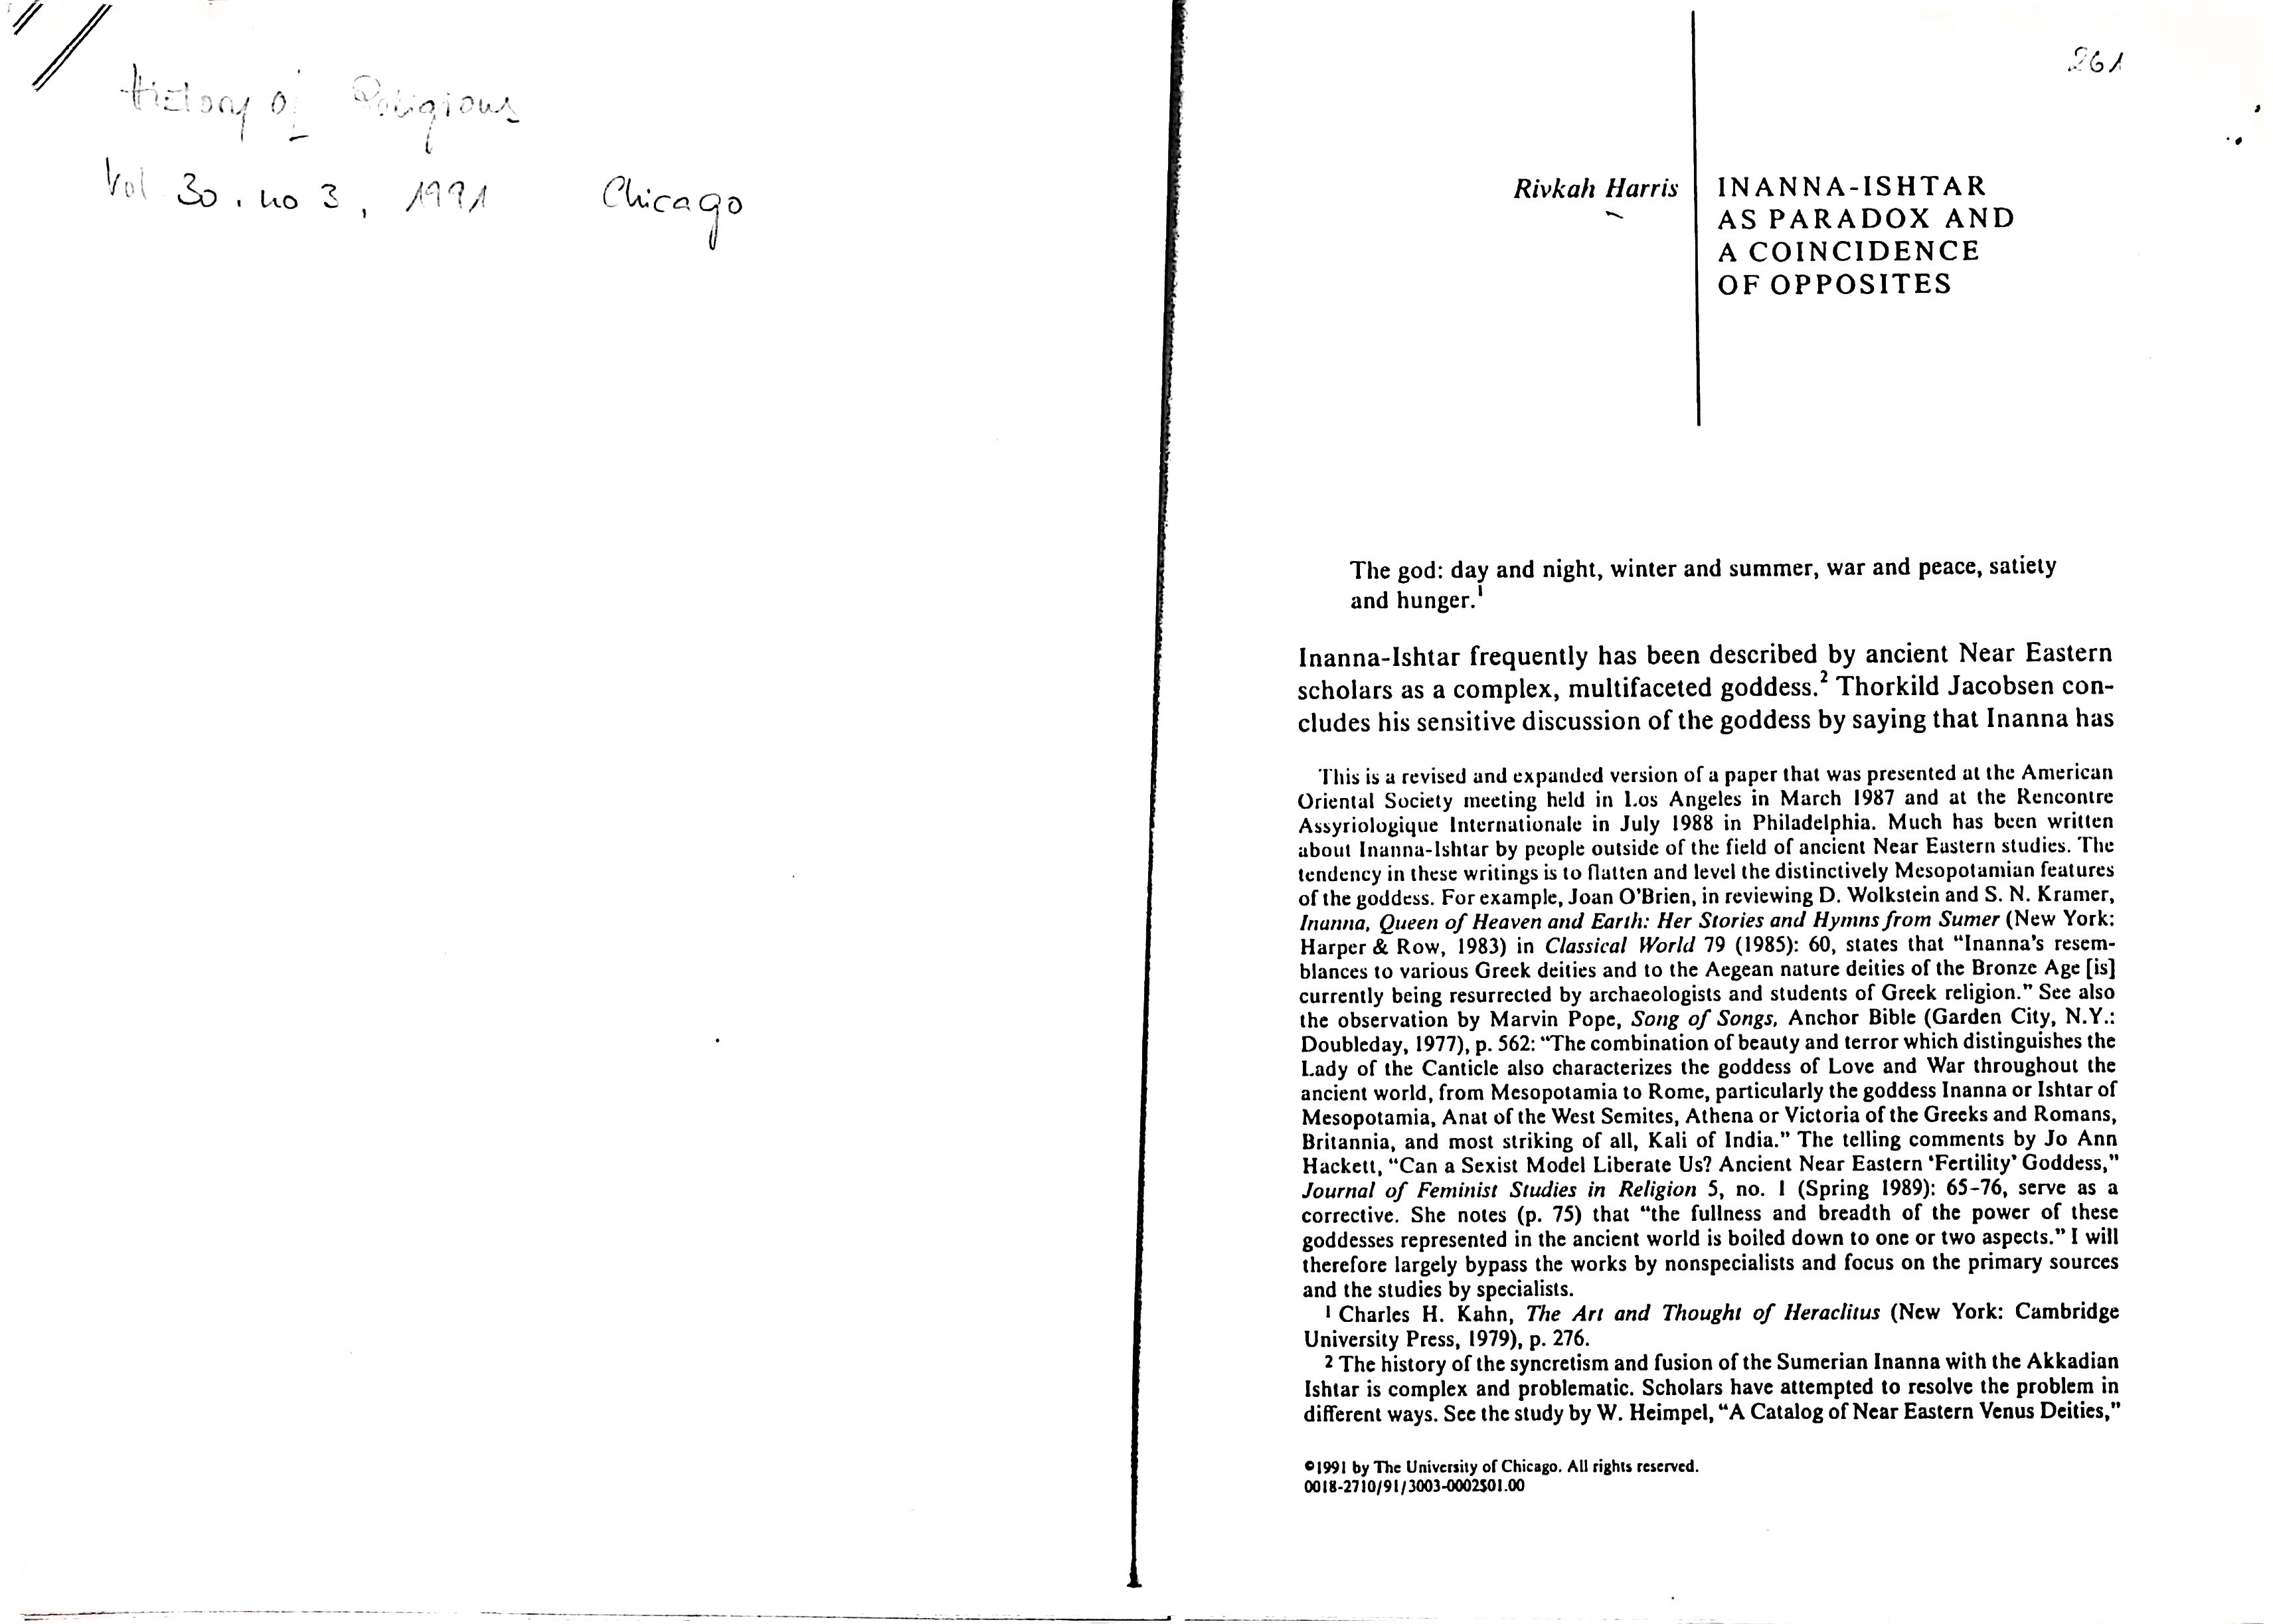 History of Religions
Vol 30, no 3, 1991 Chicago
261
Rivkah Harris
INANNA-ISHTAR
AS PARADOX AND
A COINCIDENCE
OF OPPOSITES
The god: day and night, winter and summer, war and peace, satiety
and hunger.¹
Inanna-Ishtar frequently has been described by ancient Near Eastern
scholars as a complex, multifaceted goddess.² Thorkild Jacobsen con-
cludes his sensitive discussion of the goddess by saying that Inanna has
This is a revised and expanded version of a paper that was presented at the American
Oriental Society meeting held in Los Angeles in March 1987 and at the Rencontre
Assyriologique Internationale in July 1988 in Philadelphia. Much has been written
about Inanna-Ishtar by people outside of the field of ancient Near Eastern studies. The
tendency in these writings is to flatten and level the distinctively Mesopotamian features
of the goddess. For example, Joan O'Brien, in reviewing D. Wolkstein and S. N. Kramer,
Inanna, Queen of Heaven and Earth: Her Stories and Hymns from Sumer (New York:
Harper & Row, 1983) in Classical World 79 (1985): 60, states that “Inanna's resem-
blances to various Greek deities and to the Aegean nature deities of the Bronze Age [is]
currently being resurrected by archaeologists and students of Greek religion.” See also
the observation by Marvin Pope, Song of Songs, Anchor Bible (Garden City, N.Y.:
Doubleday, 1977), p. 562: “The combination of beauty and terror which distinguishes the
Lady of the Canticle also characterizes the goddess of Love and War throughout the
ancient world, from Mesopotamia to Rome, particularly the goddess Inanna or Ishtar of
Mesopotamia, Anat of the West Semites, Athena or Victoria of the Greeks and Romans,
Britannia, and most striking of all, Kali of India.” The telling comments by Jo Ann
Hackett, “Can a Sexist Model Liberate Us? Ancient Near Eastern ‘Fertility’ Goddess,”
Journal of Feminist Studies in Religion 5, no. 1 (Spring 1989): 65–76, serve as a
corrective. She notes (p. 75) that “the fullness and breadth of the power of these
goddesses represented in the ancient world is boiled down to one or two aspects.” I will
therefore largely bypass the works by nonspecialists and focus on the primary sources
and the studies by specialists.
¹ Charles H. Kahn, The Art and Thought of Heraclitus (New York: Cambridge
University Press, 1979), p. 276.
² The history of the syncretism and fusion of the Sumerian Inanna with the Akkadian
Ishtar is complex and problematic. Scholars have attempted to resolve the problem in
different ways. See the study by W. Heimpel, “A Catalog of Near Eastern Venus Deities,”
©1991 by The University of Chicago. All rights reserved.
0018-2710/91/3003-0002$01.00